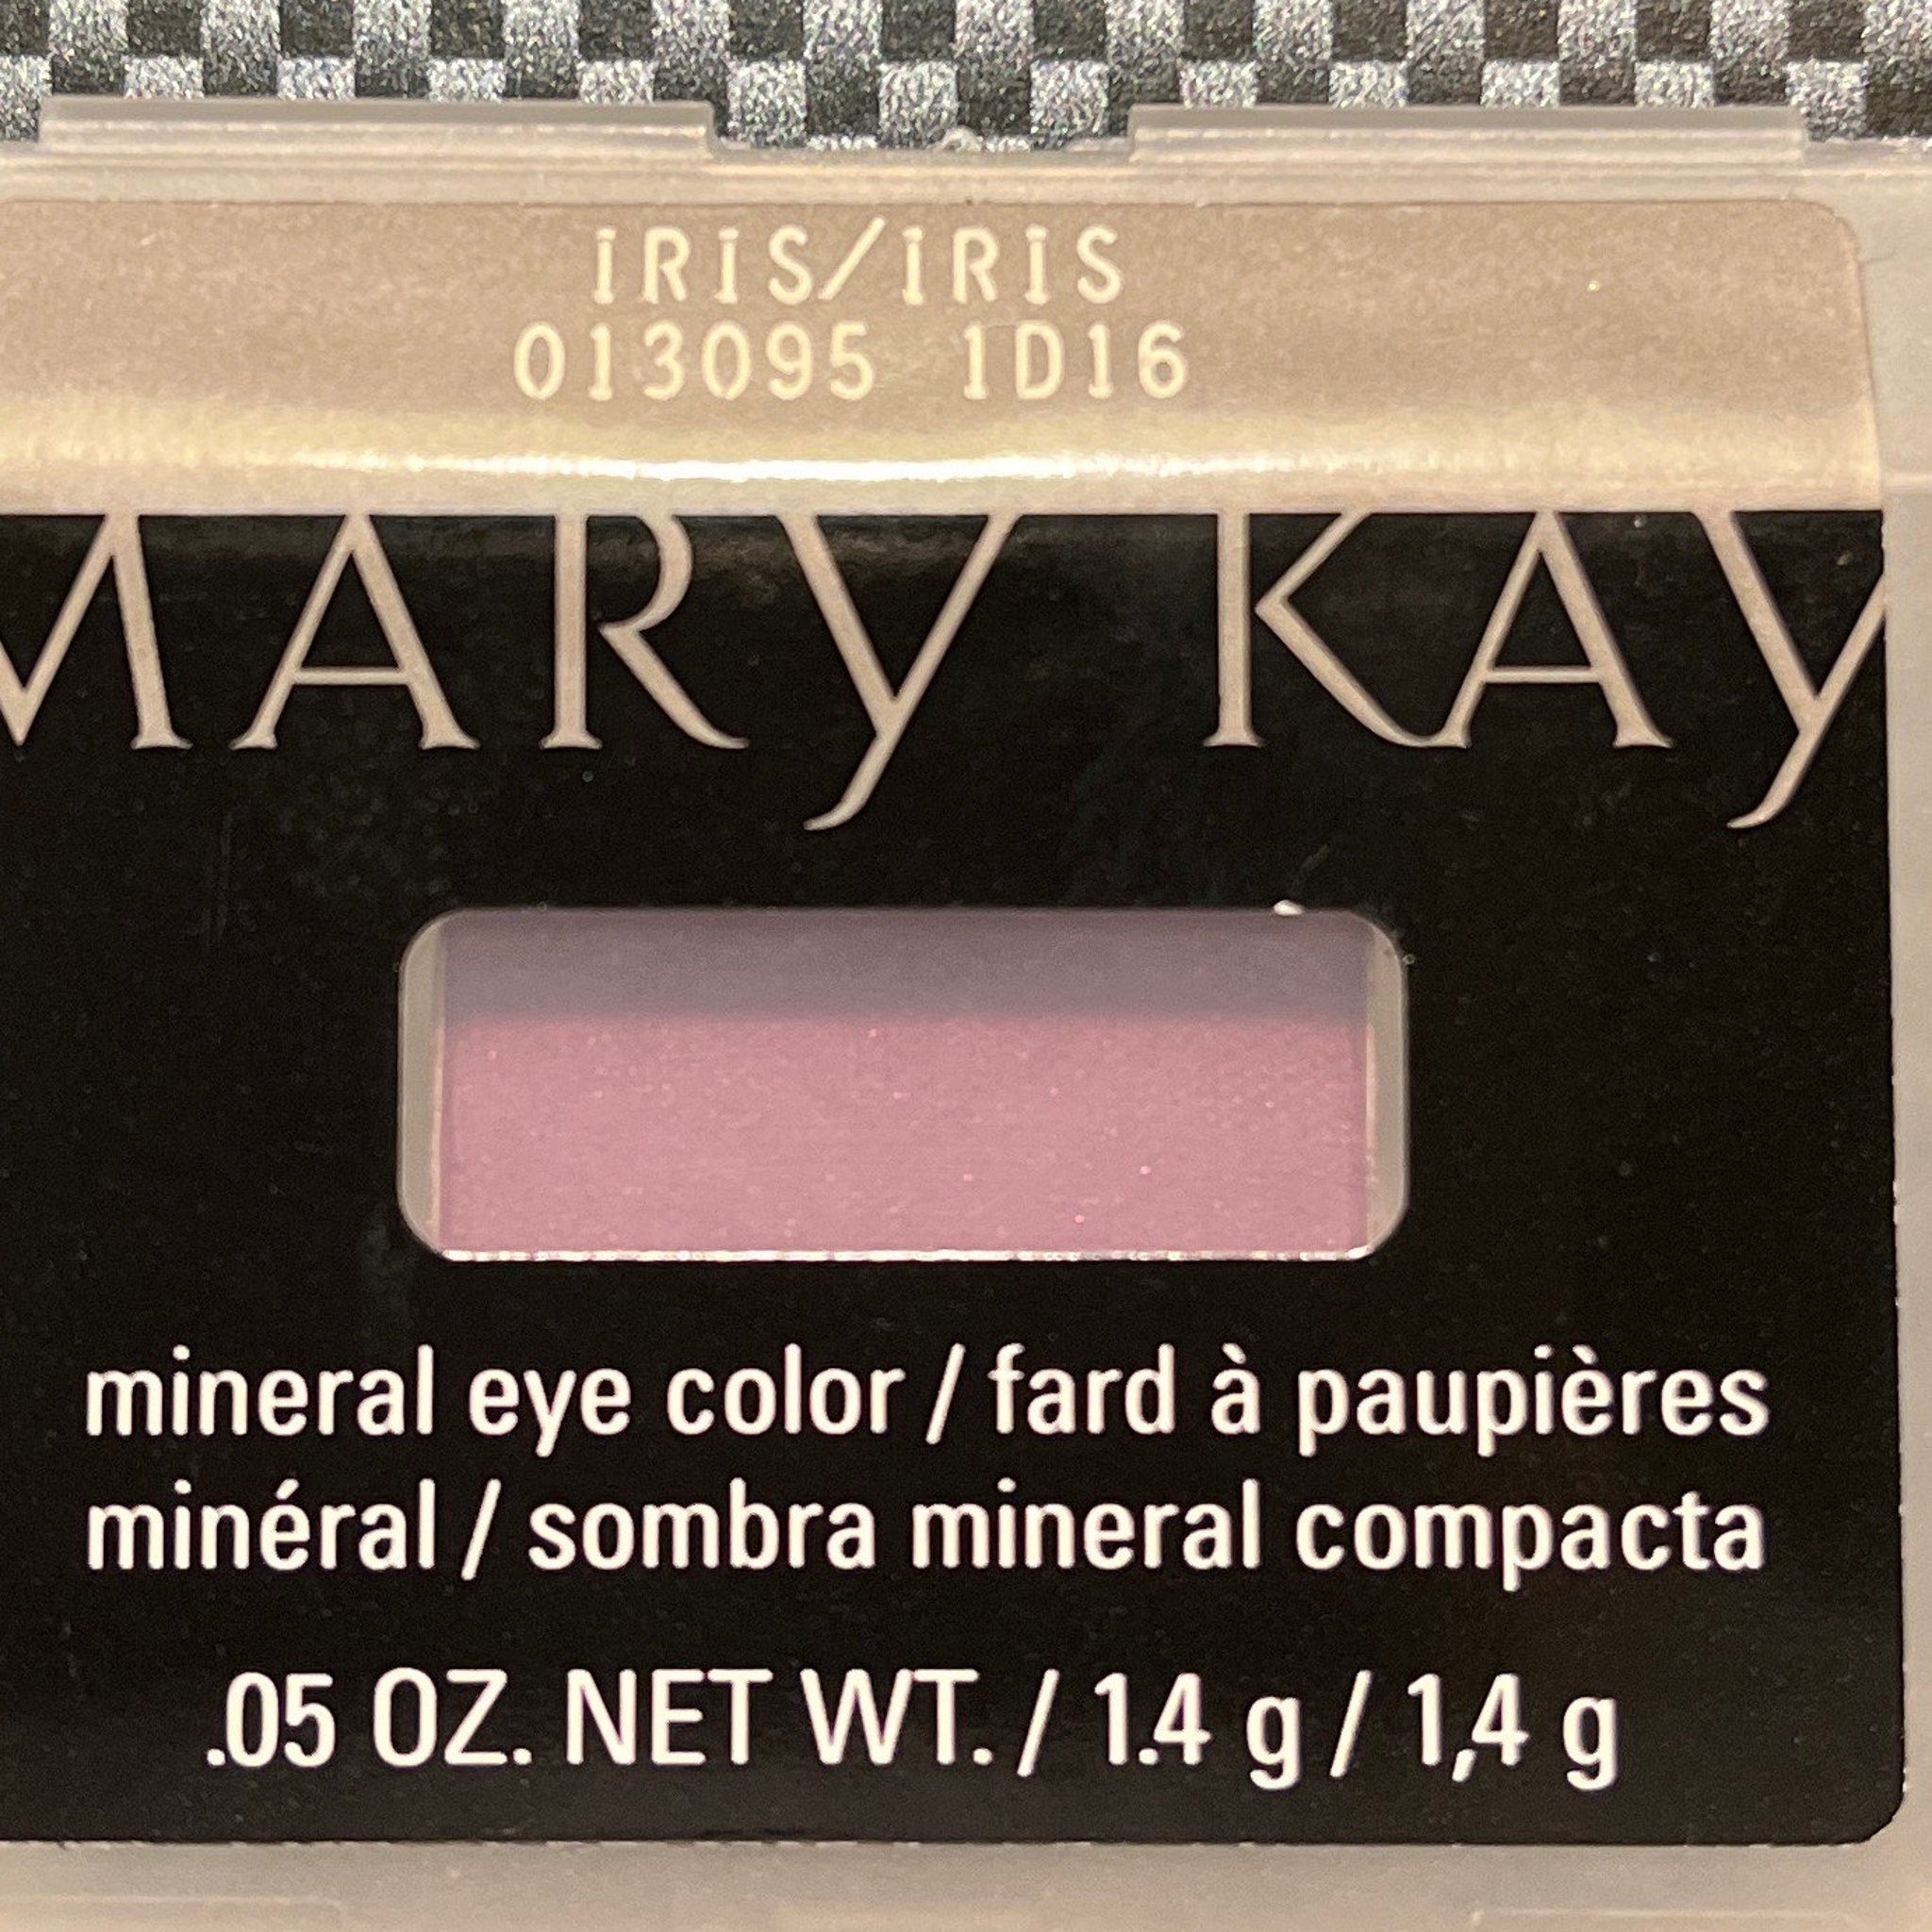 IRIS/IRIS
013095 1D16
MARY KAY
mineral eye color / fard à paupières
minéral / sombra mineral compacta
.05 OZ. NET WT. / 1.4 g / 1,4 g